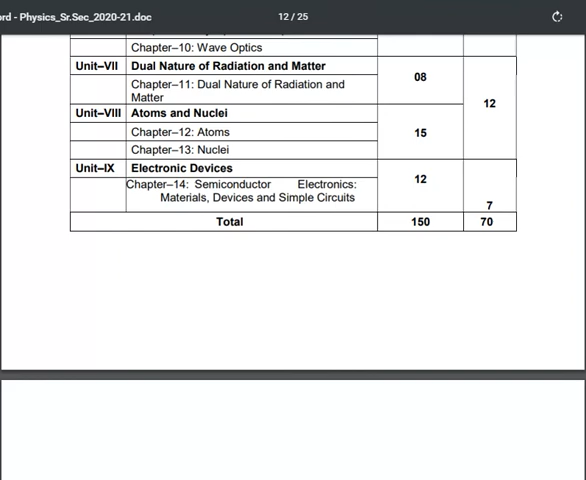 ord - Physics_Sr.Sec_2020-21.doc 12 / 25
Chapter–10: Wave Optics
Unit–VII Dual Nature of Radiation and Matter 08
Chapter–11: Dual Nature of Radiation and
Matter
12
Unit–VIII Atoms and Nuclei 15
Chapter–12: Atoms
Chapter–13: Nuclei
Unit–IX Electronic Devices 12
Chapter–14: Semiconductor Electronics:
Materials, Devices and Simple Circuits
7
Total 150 70